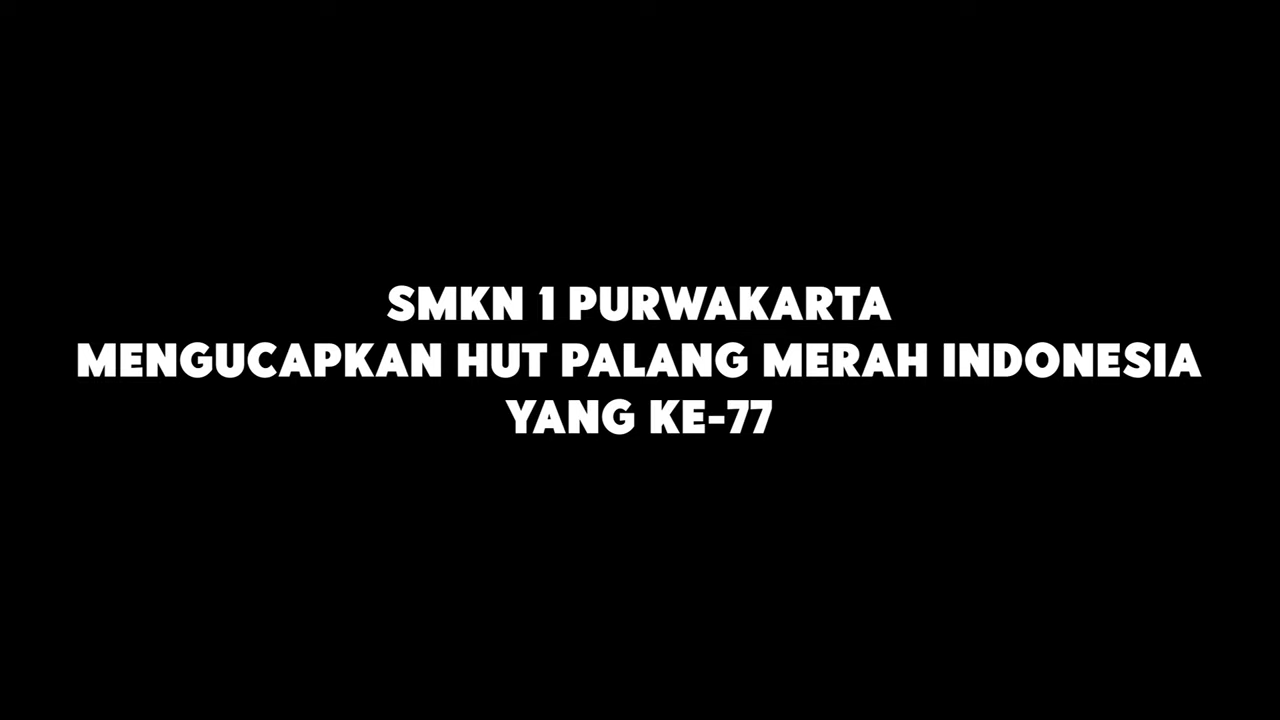 SMKN 1 PURWAKARTA
MENGUCAPKAN HUT PALANG MERAH INDONESIA
YANG KE-77